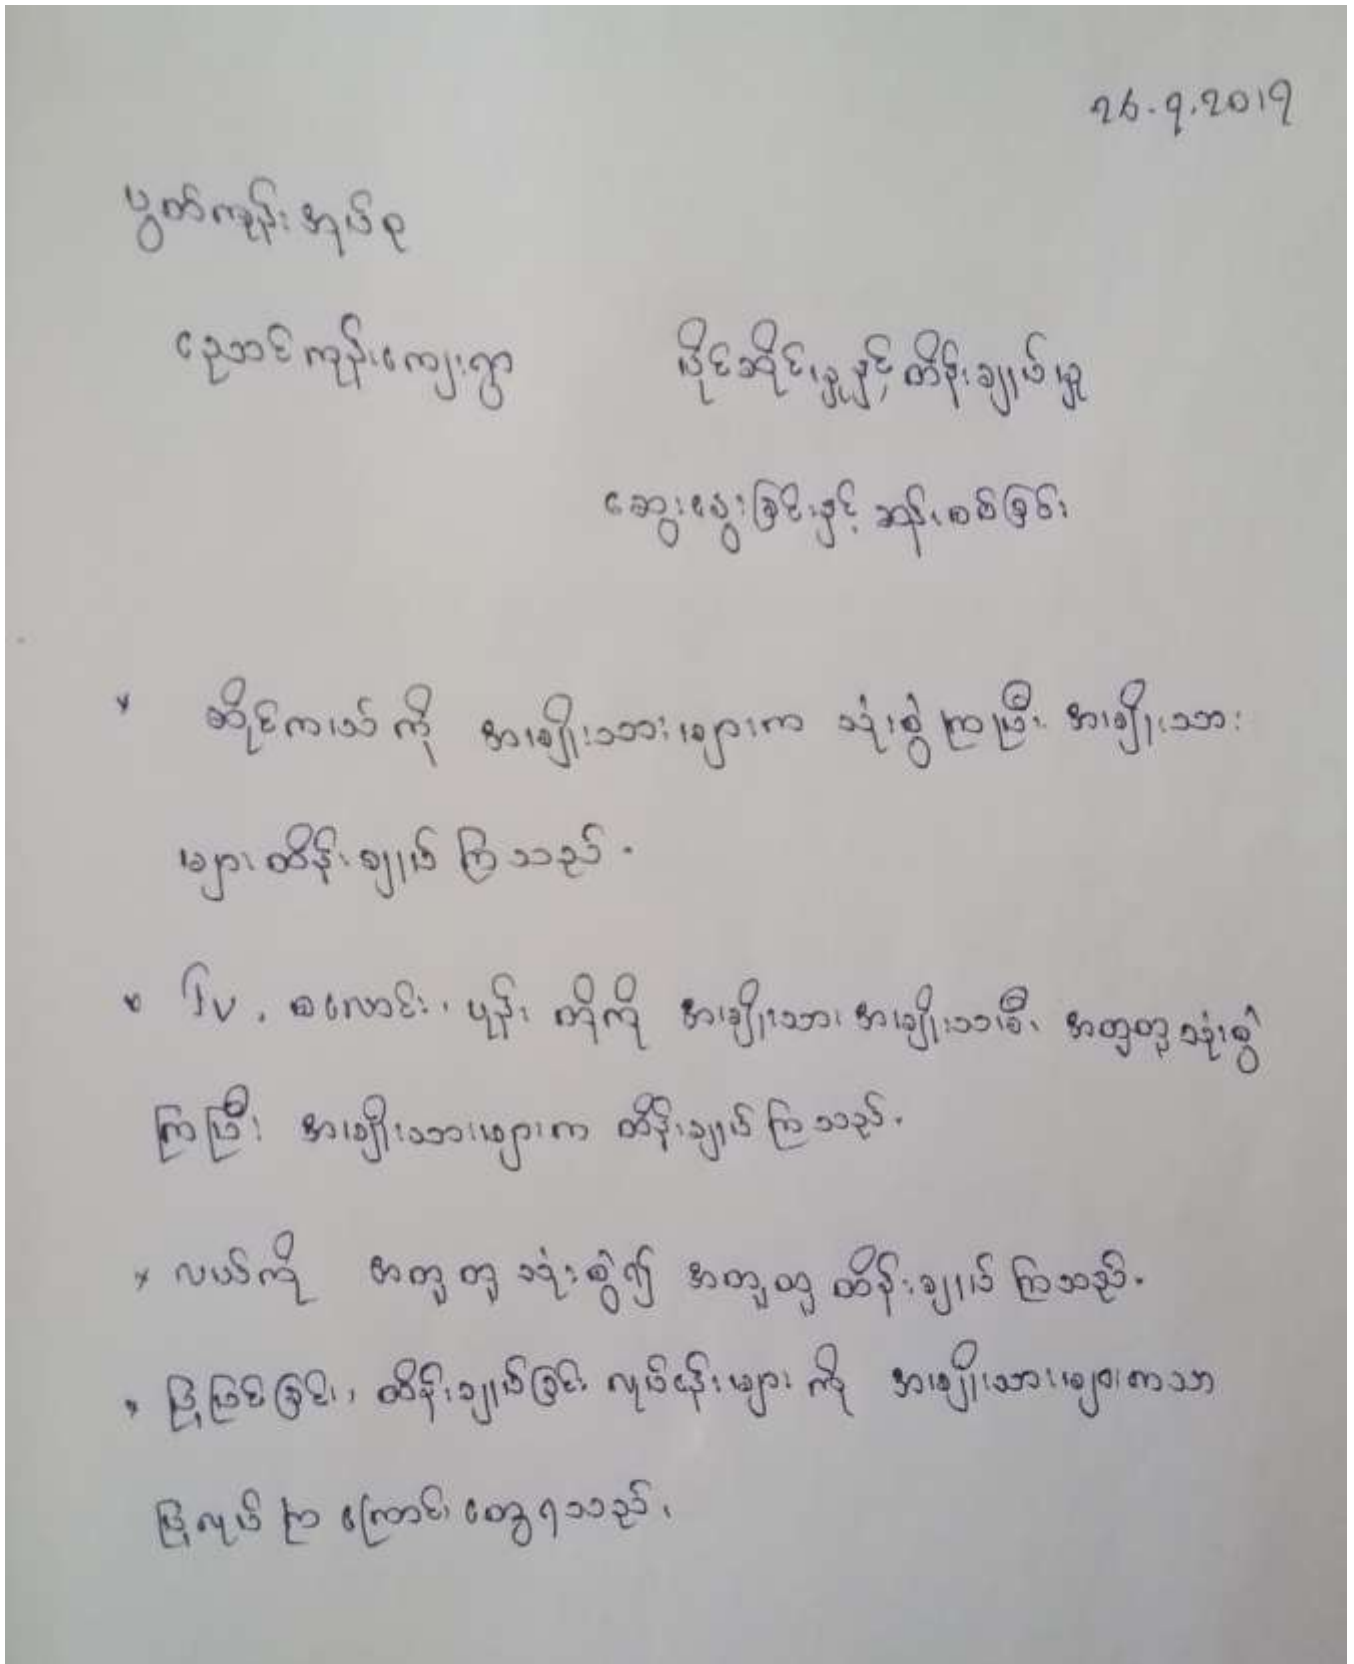 26.9.2019
ပွတ်ကုန်းအုပ်စု
ညောင်ကုန်းကျေးရွာ ပိုင်ဆိုင်မှုနှင့် ထိန်းချုပ်မှု
ဆွေးနွေးခြင်းနှင့် ဆန်းစစ်ခြင်း
* ဆိုင်ကယ်ကို အမျိုးသားများက သုံးစွဲကြပြီး အမျိုးသား
များ ထိန်းချုပ်ကြသည်.
* TV, စလောင်း, ဖုန်း တို့ကို အမျိုးသား အမျိုးသမီး အတူတူ သုံးစွဲ
ကြပြီး အမျိုးသားများက ထိန်းချုပ်ကြသည်.
* လယ်ကို အတူတူ သုံးစွဲ၍ အတူတူ ထိန်းချုပ်ကြသည်.
* ပြုပြင်ခြင်း, ထိန်းချုပ်ခြင်း လုပ်ငန်းများ ကို အမျိုးသားများကသာ
ပြုလုပ်ကြ ကြောင်း တွေ့ရသည်.